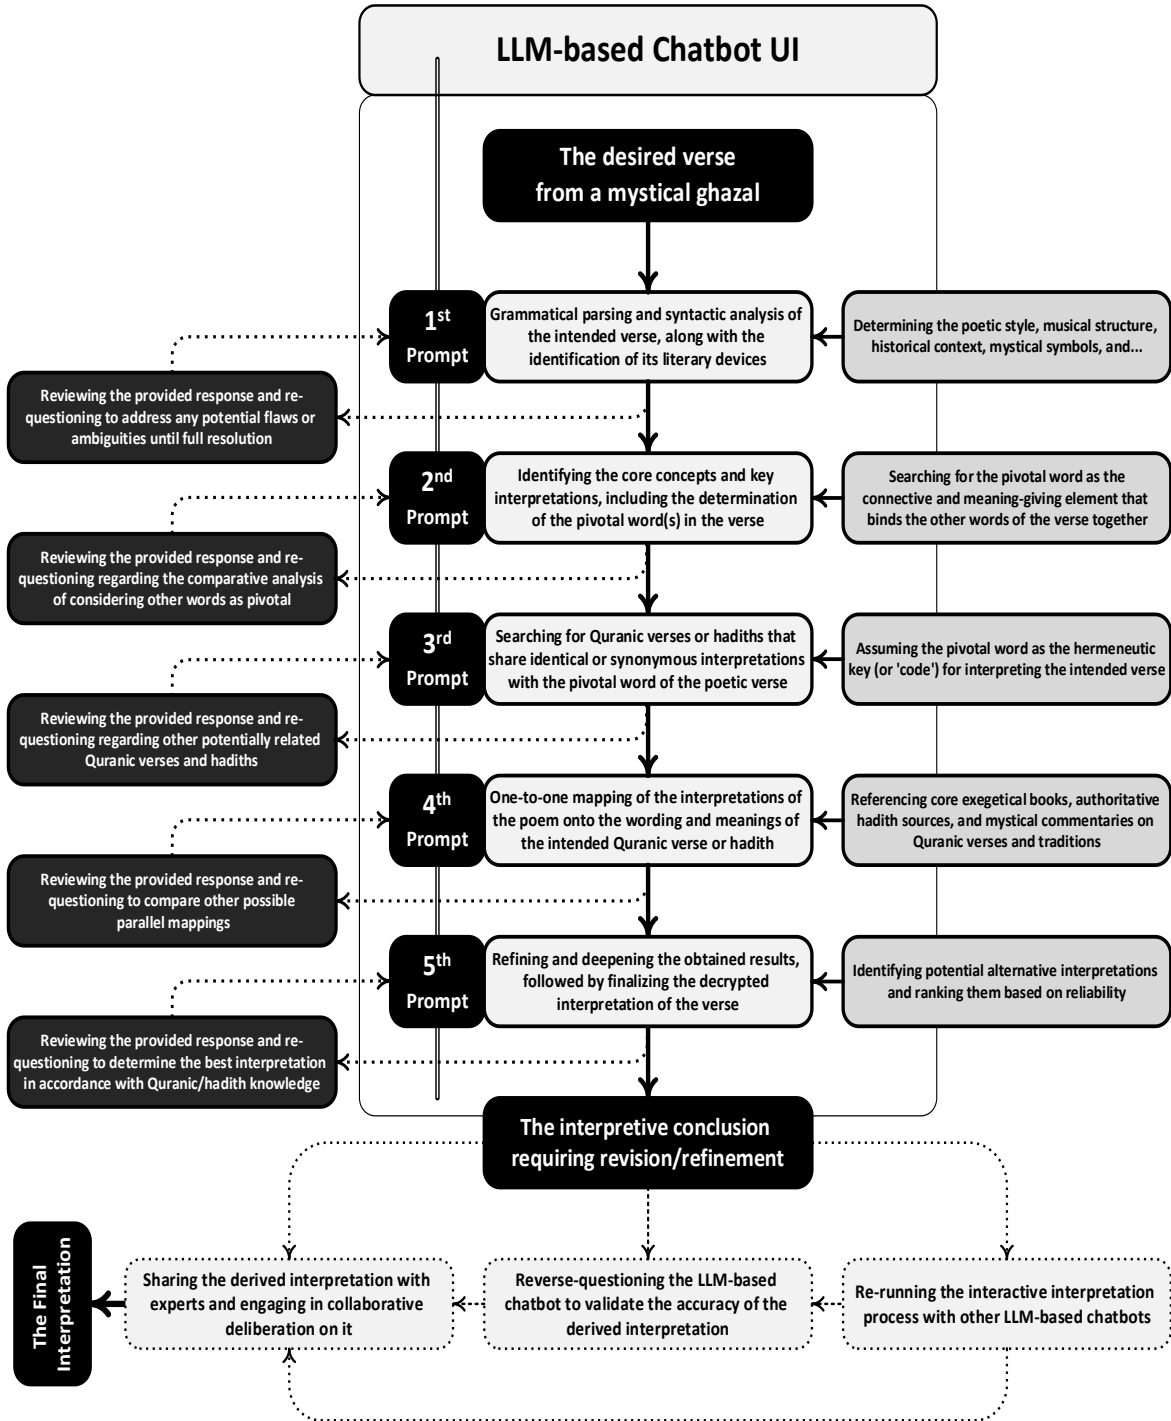 LLM-based Chatbot UI
The desired verse
from a mystical ghazal
1st
Prompt
Grammatical parsing and syntactic analysis of
the intended verse, along with the
identification of its literary devices
Determining the poetic style, musical structure,
historical context, mystical symbols, and...
Reviewing the provided response and re-
questioning to address any potential flaws or
ambiguities until full resolution
2nd
Prompt
Identifying the core concepts and key
interpretations, including the determination
of the pivotal word(s) in the verse
Searching for the pivotal word as the
connective and meaning-giving element that
binds the other words of the verse together
Reviewing the provided response and re-
questioning regarding the comparative analysis
of considering other words as pivotal
3rd
Prompt
Searching for Quranic verses or hadiths that
share identical or synonymous interpretations
with the pivotal word of the poetic verse
Assuming the pivotal word as the hermeneutic
key (or 'code') for interpreting the intended verse
Reviewing the provided response and re-
questioning regarding other potentially related
Quranic verses and hadiths
4th
Prompt
One-to-one mapping of the interpretations of
the poem onto the wording and meanings of
the intended Quranic verse or hadith
Referencing core exegetical books, authoritative
hadith sources, and mystical commentaries on
Quranic verses and traditions
Reviewing the provided response and re-
questioning to compare other possible
parallel mappings
5th
Prompt
Refining and deepening the obtained results,
followed by finalizing the decrypted
interpretation of the verse
Identifying potential alternative interpretations
and ranking them based on reliability
Reviewing the provided response and re-
questioning to determine the best interpretation
in accordance with Quranic/hadith knowledge
The interpretive conclusion
requiring revision/refinement
The Final
Interpretation
Sharing the derived interpretation with
experts and engaging in collaborative
deliberation on it
Reverse-questioning the LLM-based
chatbot to validate the accuracy of the
derived interpretation
Re-running the interactive interpretation
process with other LLM-based chatbots